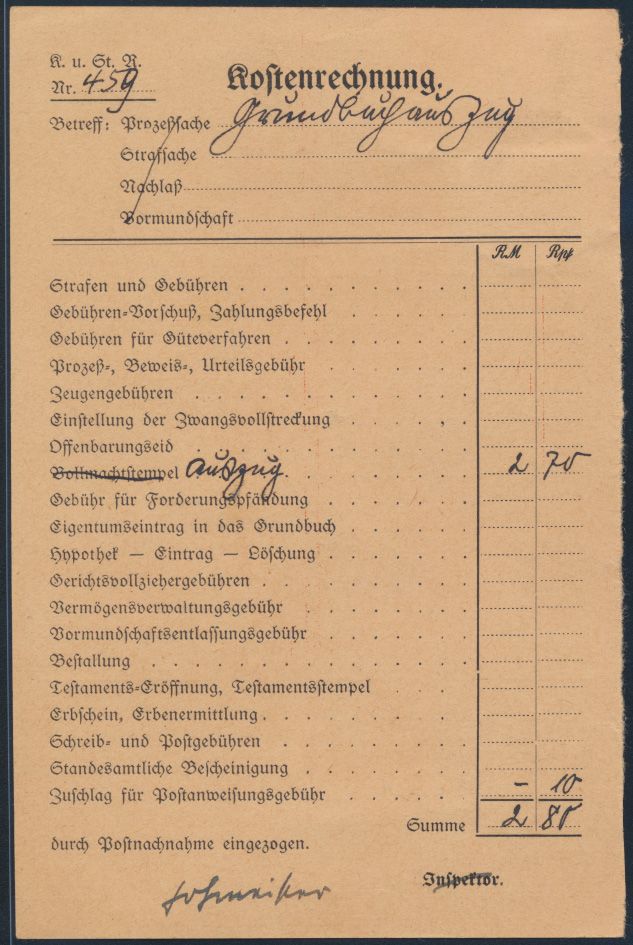 K. u. St. R.
Nr. 459
Kostenrechnung.
Betreff: Prozeßsache Grundbuchauszug
Strafsache
Nachlaß
Vormundschaft
RM Rpf
Strafen und Gebühren
Gebühren-Vorschuß, Zahlungsbefehl
Gebühren für Güteverfahren
Prozeß-, Beweis-, Urteilsgebühr
Zeugengebühren
Einstellung der Zwangsvollstreckung
Offenbarungseid
Vollmachtstempel Auszug 2 70
Gebühr für Forderungspfändung
Eigentumseintrag in das Grundbuch
Hypothek — Eintrag — Löschung
Gerichtsvollziehergebühren
Vermögensverwaltungsgebühr
Vormundschaftsentlassungsgebühr
Bestallung
Testaments-Eröffnung, Testamentsstempel
Erbschein, Erbenermittlung
Schreib- und Postgebühren
Standesamtliche Bescheinigung
Zuschlag für Postanweisungsgebühr – 10
Summe 2 80
durch Postnachnahme eingezogen.
Inspektor.